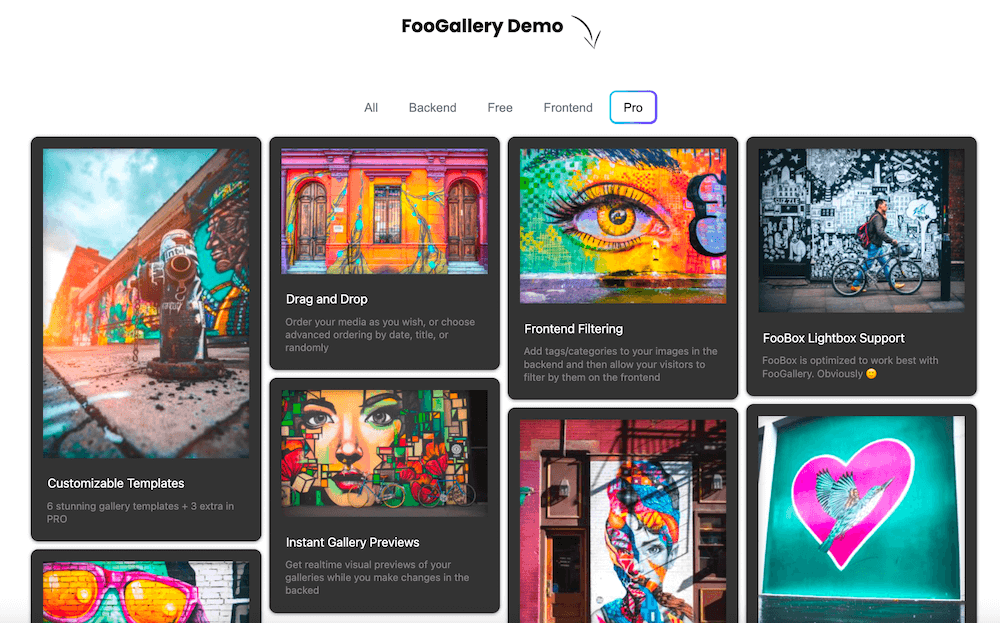 FooGallery Demo
All
Backend
Free
Frontend
Pro
Customizable Templates
6 stunning gallery templates + 3 extra in
PRO
Drag and Drop
Order your media as you wish, or choose
advanced ordering by date, title, or
randomly
Instant Gallery Previews
Get realtime visual previews of your
galleries while you make changes in the
backed
Frontend Filtering
Add tags/categories to your images in the
backend and then allow your visitors to
filter by them on the frontend
FooBox Lightbox Support
FooBox is optimized to work best with
FooGallery. Obviously 😀